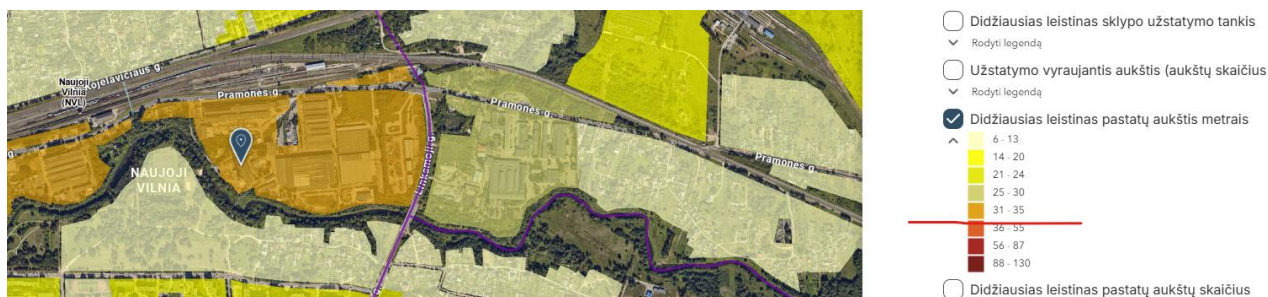 Kojelavičiaus g.
Naujoji
Vilnia
(NVL)
Pramonės g.
Pramonės g.
Pramonės g.
g.
Linksmoji g.
NAUJOJI
VILNIA
Didžiausias leistinas sklypo užstatymo tankis
Rodyti legendą
Užstatymo vyraujantis aukštis (aukštų skaičius
Rodyti legendą
Didžiausias leistinas pastatų aukštis metrais
6 - 13
14 - 20
21 - 24
25 - 30
31 - 35
36 - 55
56 - 87
88 - 130
Didžiausias leistinas pastatų aukštų skaičius